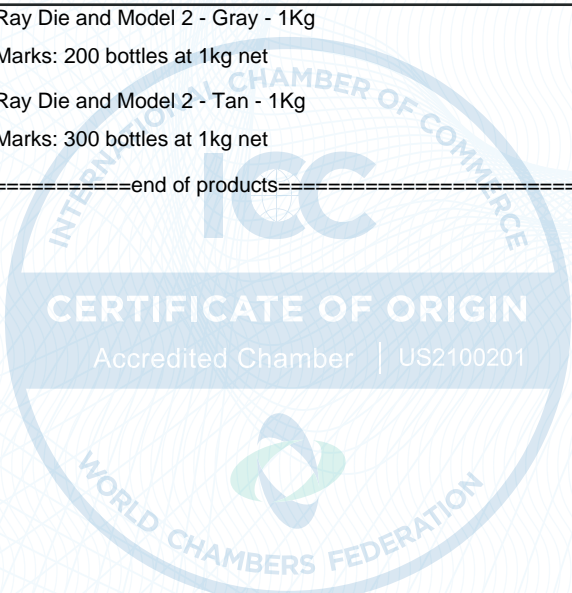 Ray Die and Model 2 - Gray - 1Kg
Marks: 200 bottles at 1kg net
Ray Die and Model 2 - Tan - 1Kg
Marks: 300 bottles at 1kg net
===========end of products========================
INTERNATIONAL CHAMBER OF COMMERCE
ICC
CERTIFICATE OF ORIGIN
Accredited Chamber | US2100201
WORLD CHAMBERS FEDERATION